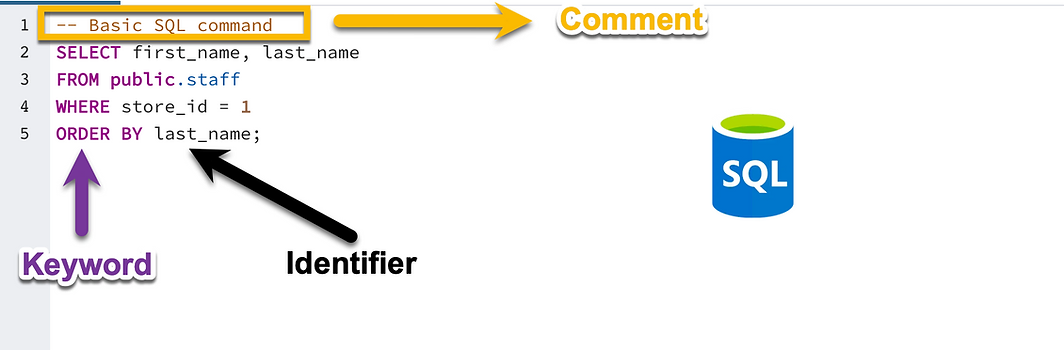 1 -- Basic SQL command
Comment
2 SELECT first_name, last_name
3 FROM public.staff
4 WHERE store_id = 1
5 ORDER BY last_name;
SQL
Keyword
Identifier